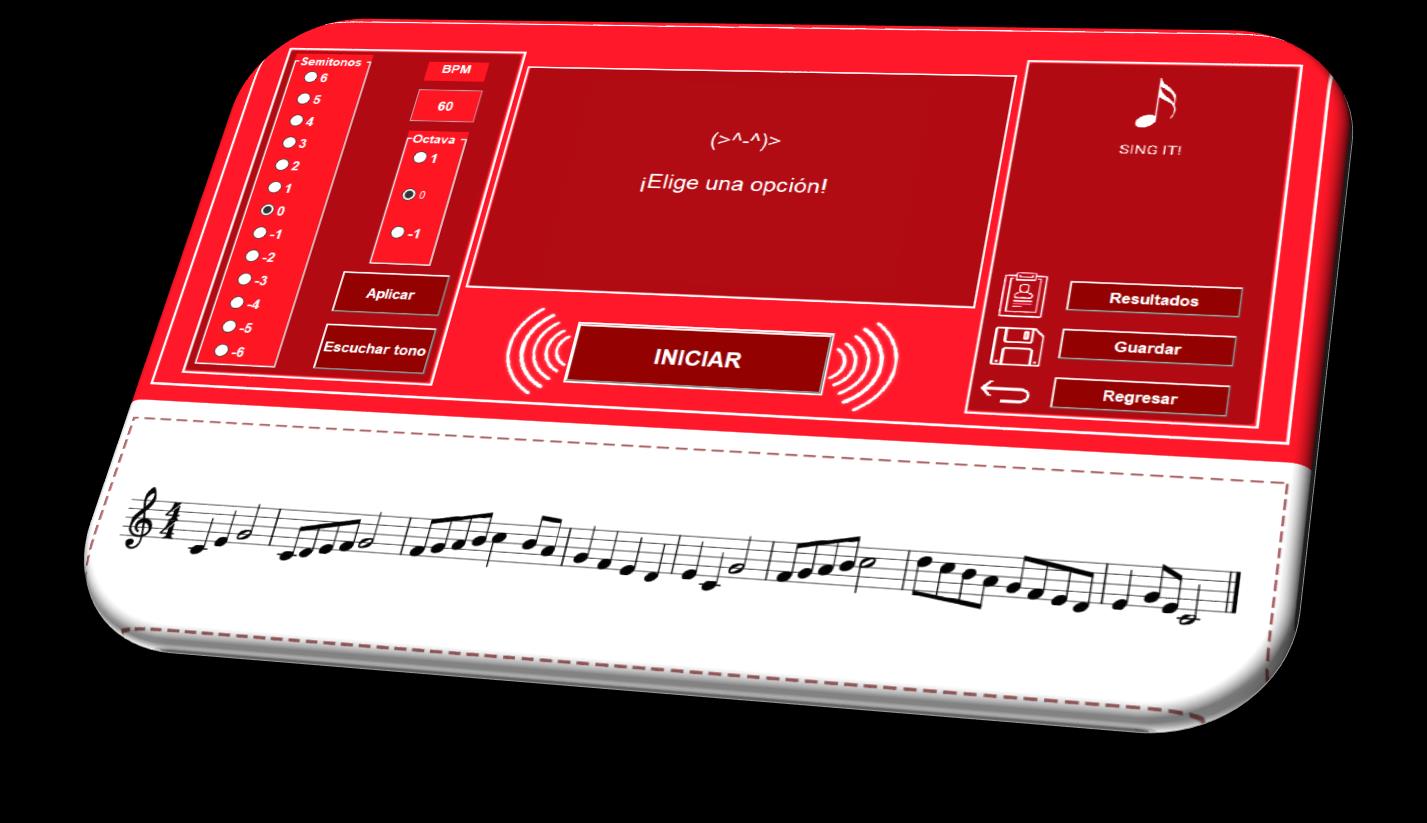 Semitonos
6
5
4
3
2
1
0
-1
-2
-3
-4
-5
-6
BPM
60
Octava
1
0
-1
Aplicar
Escuchar tono
(>^-^)>
¡Elige una opción!
INICIAR
SING IT!
Resultados
Guardar
Regresar
4
4